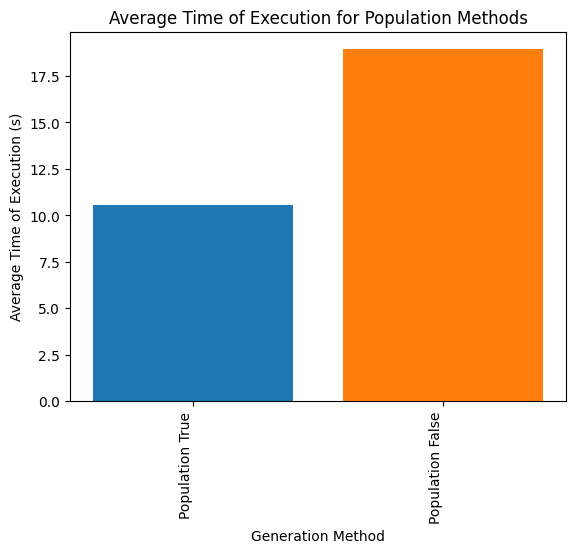 Average Time of Execution for Population Methods
Average Time of Execution (s)
17.5
15.0
12.5
10.0
7.5
5.0
2.5
0.0
Population True
Population False
Generation Method